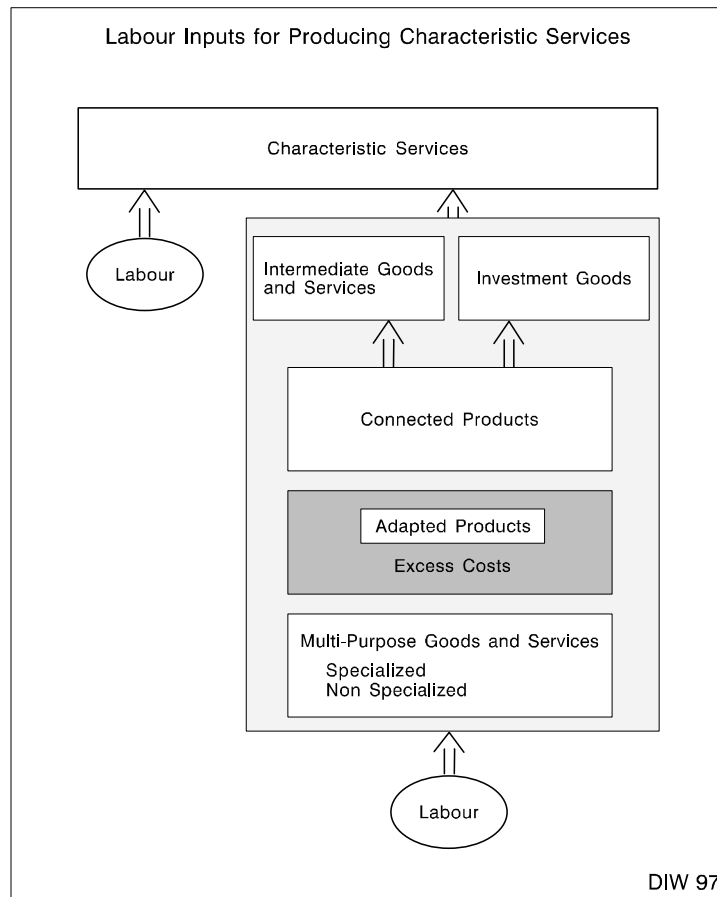 Labour Inputs for Producing Characteristic Services
Characteristic Services
Labour
Intermediate Goods
and Services
Investment Goods
Connected Products
Adapted Products
Excess Costs
Multi-Purpose Goods and Services
Specialized
Non Specialized
Labour
DIW 97